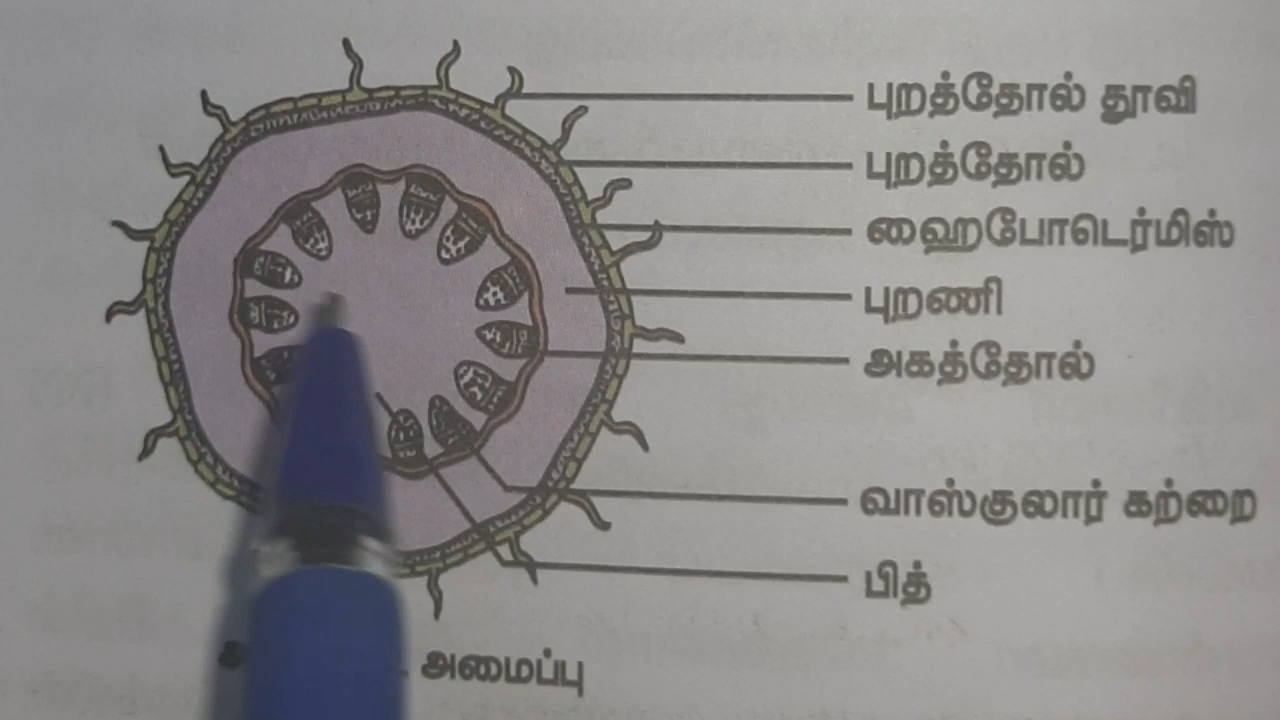 புறத்தோல் தூவி
புறத்தோல்
ஹைபோடெர்மிஸ்
புறணி
அகத்தோல்
வாஸ்குலார் கற்றை
பித்
அமைப்பு